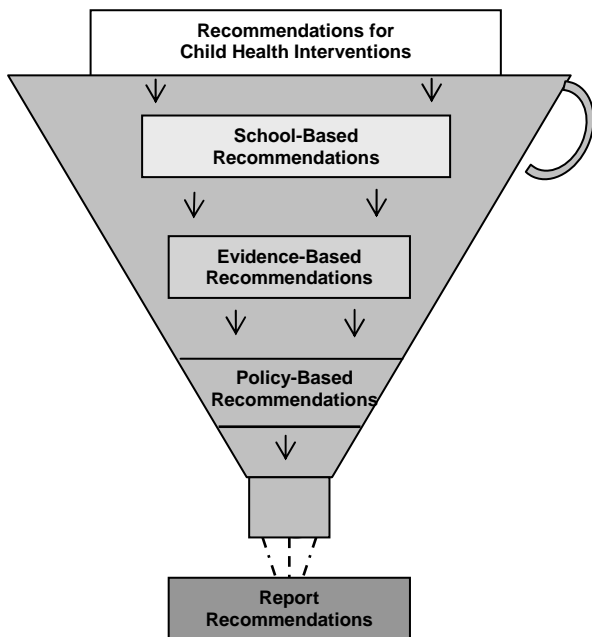 Recommendations for
Child Health Interventions
School-Based
Recommendations
Evidence-Based
Recommendations
Policy-Based
Recommendations
Report
Recommendations